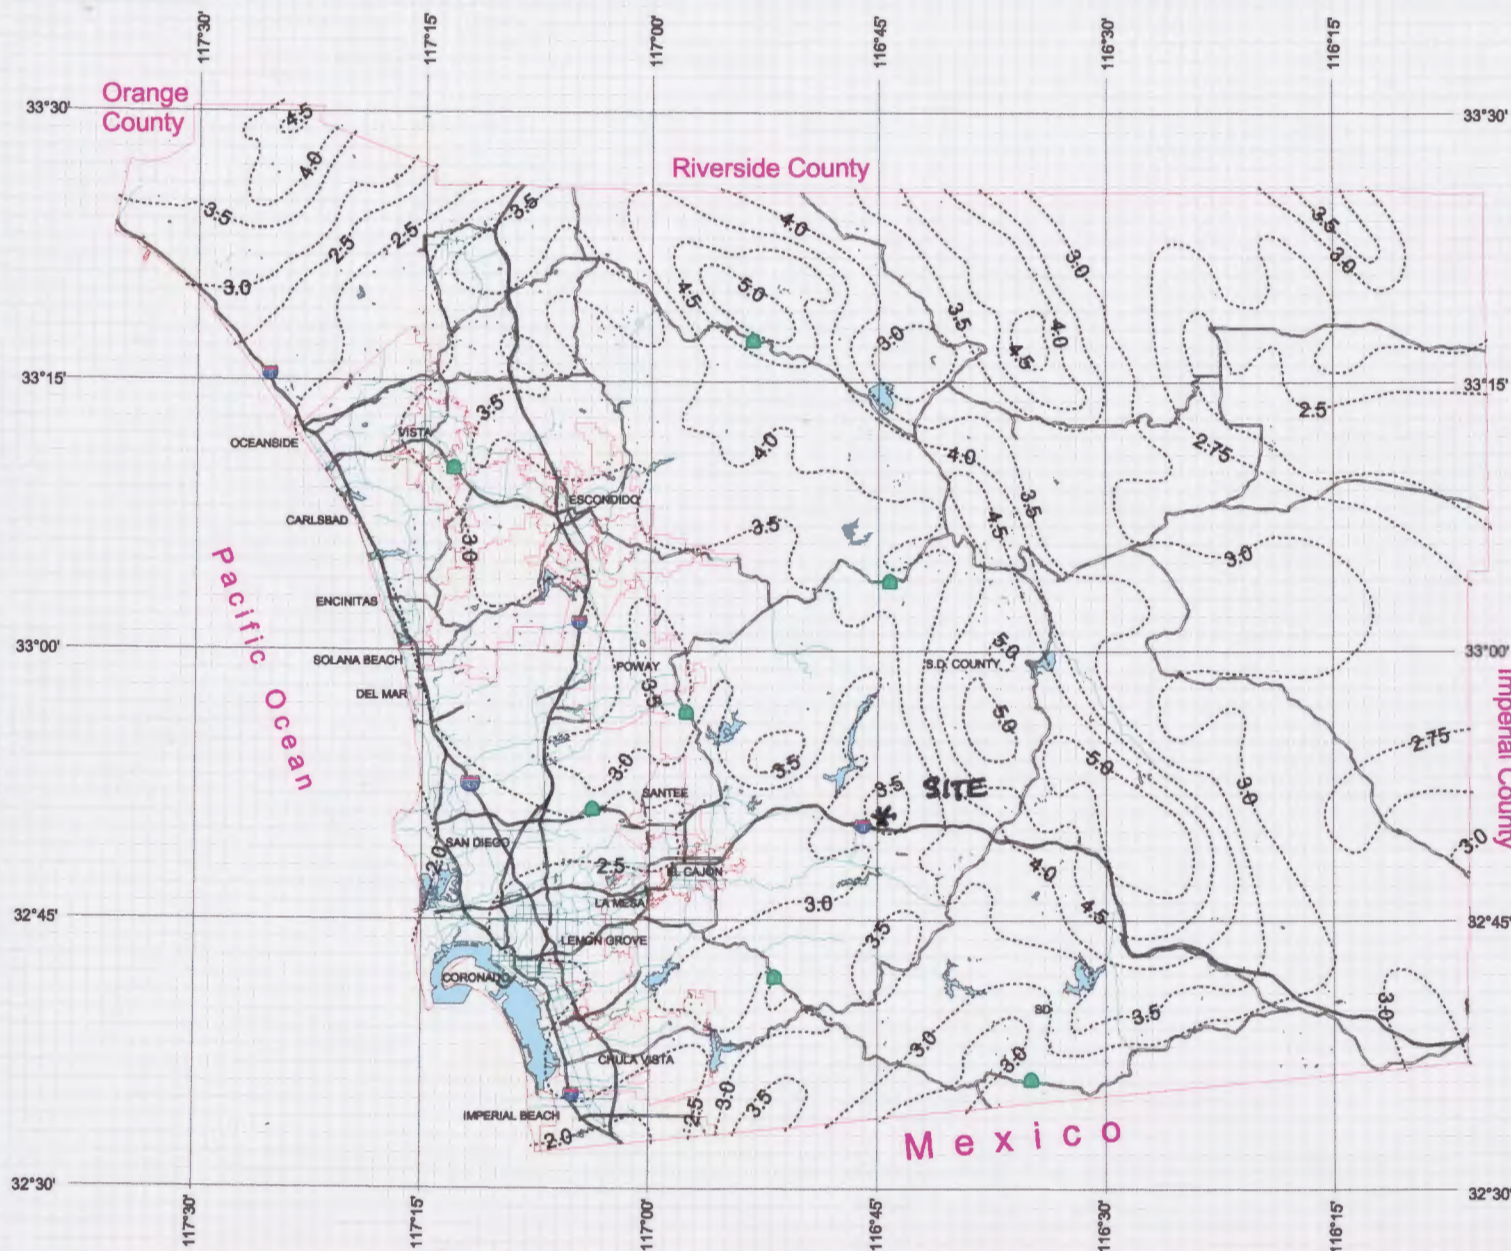 117°30'
117°15'
117°00'
116°45'
116°30'
116°15'
Orange
County
33°30'
33°30'
4.5
4.0
Riverside County
3.5
3.5
4.0
3.5
3.0
2.5
2.5
3.0
3.0
4.5
5.0
3.5
4.0
4.5
3.0
33°15'
33°15'
3.5
2.5
OCEANSIDE
VISTA
4.0
4.0
2.75
ESCONDIDO
CARLSBAD
3.5
4.5
3.5
3.0
3.0
Pacific Ocean
ENCINITAS
33°00'
33°00'
SOLANA BEACH
POWAY
S.D. COUNTY
5.0
DEL MAR
3.5
5.0
Imperial County
2.75
3.0
3.5
5.0
3.0
SANTEE
3.5
SITE
*
SAN DIEGO
3.0
2.0
2.5
EL CAJON
4.0
LA MESA
3.0
4.5
32°45'
32°45'
LEMON GROVE
3.5
CORONADO
SD
3.5
3.0
3.0
CHULA VISTA
3.0
IMPERIAL BEACH
2.5
3.0
3.5
2.0
Mexico
32°30'
32°30'
117°30'
117°15'
117°00'
116°45'
116°30'
116°15'